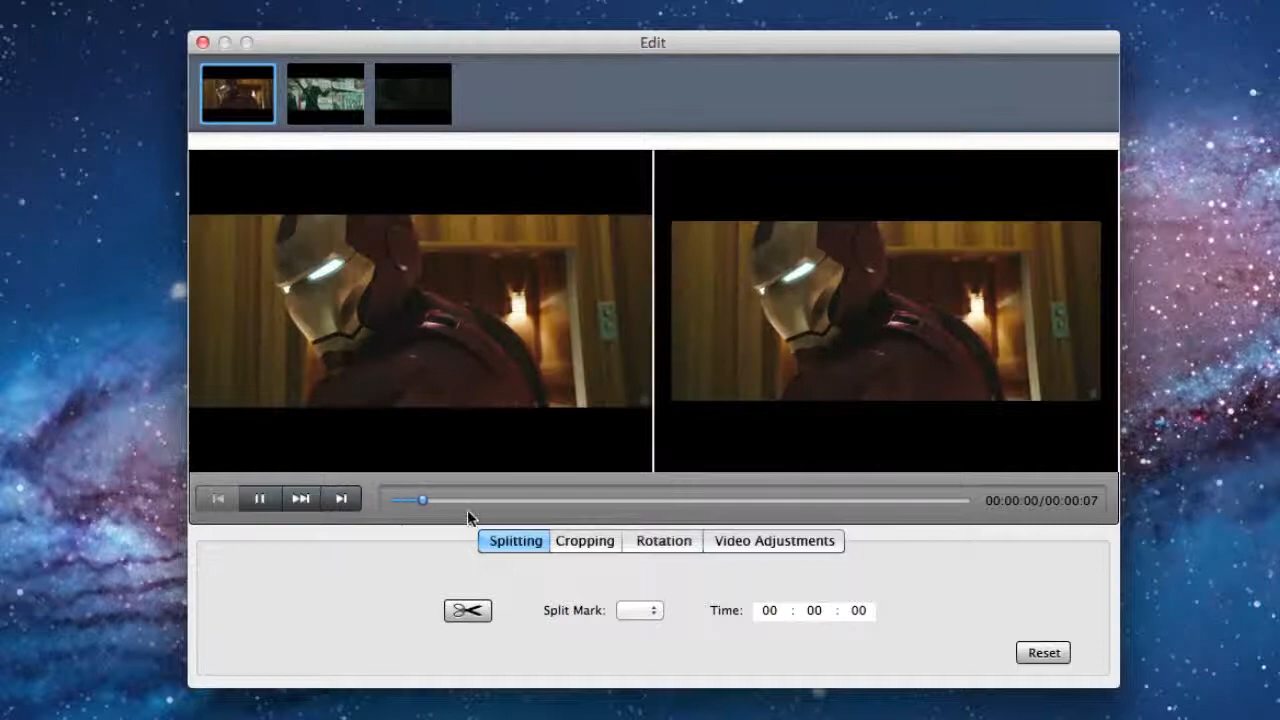 Edit
00:00:00/00:00:07
Splitting Cropping Rotation Video Adjustments
Split Mark: Time: 00 : 00 : 00
Reset